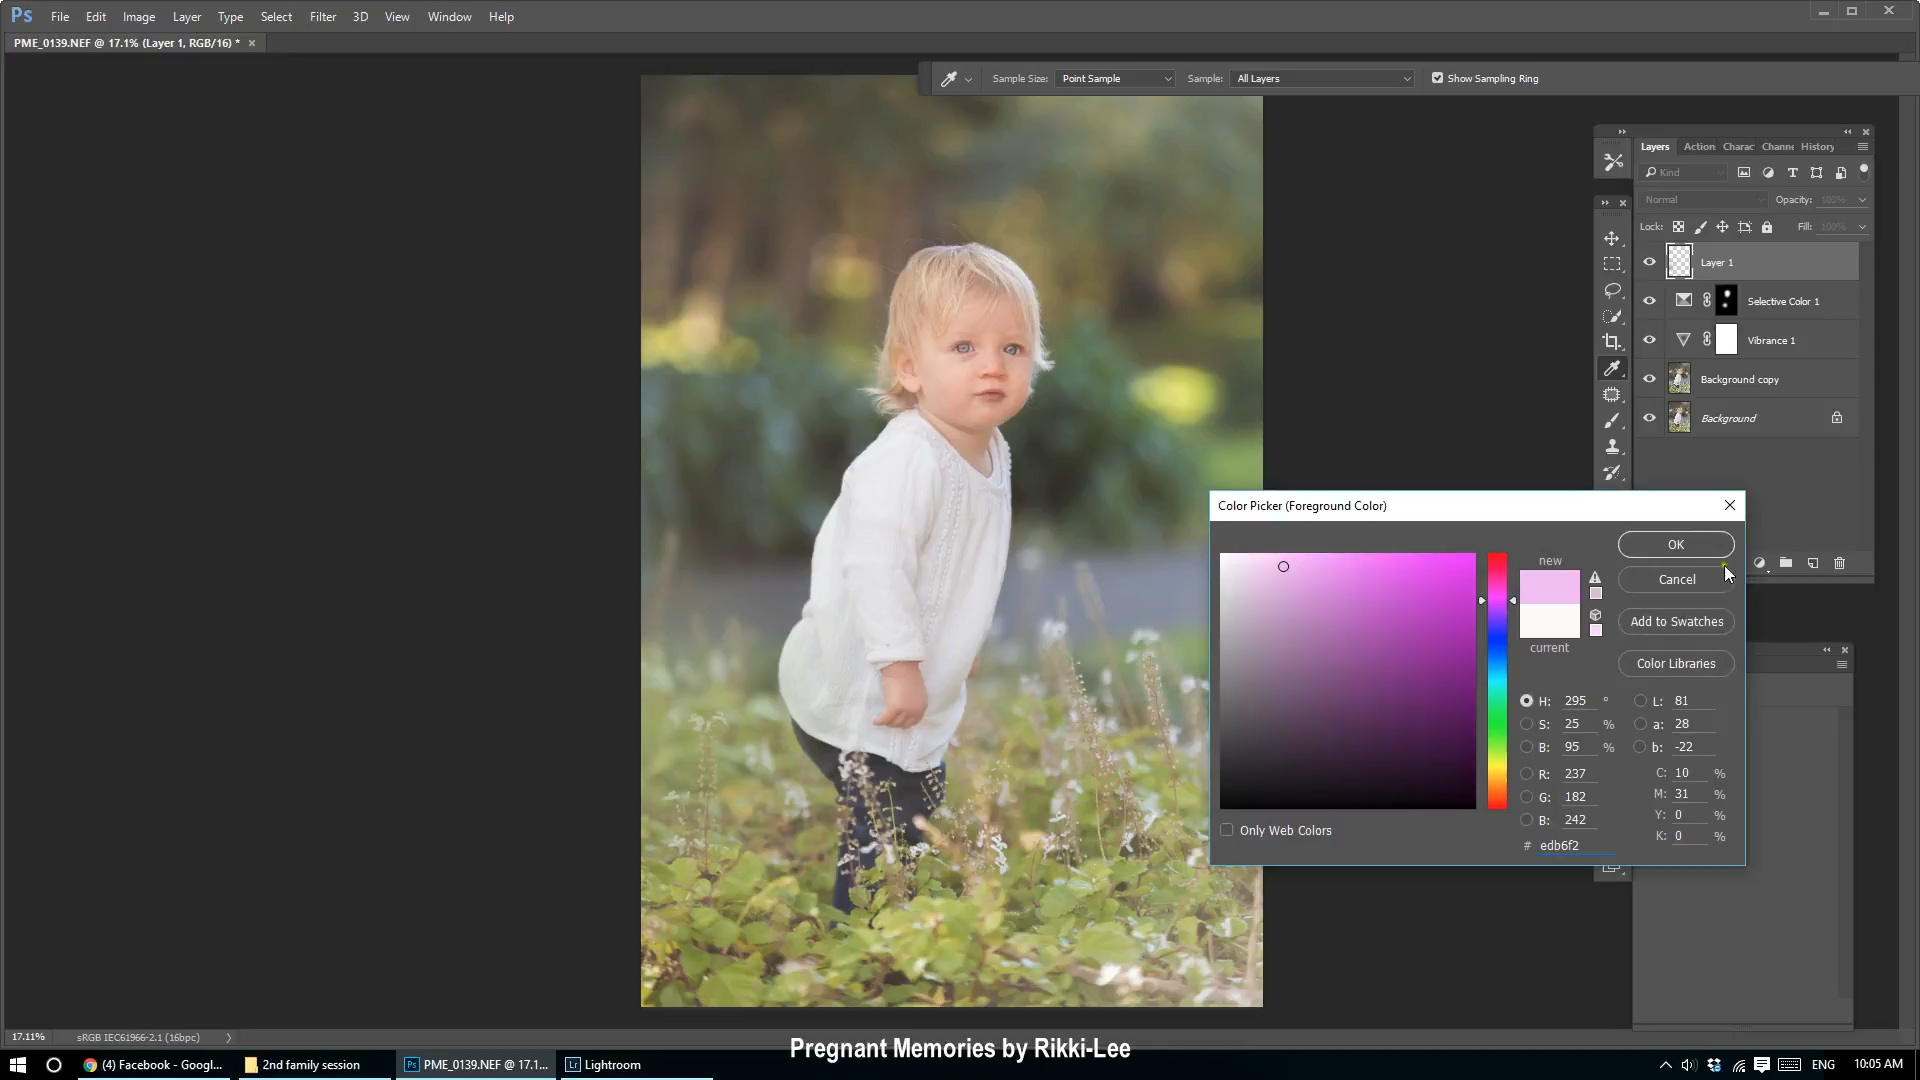 Ps File Edit Image Layer Type Select Filter 3D View Window Help
PME_0139.NEF @ 17.1% (Layer 1, RGB/16) *
Sample Size: Point Sample Sample: All Layers Show Sampling Ring
Layers Action Charac Channe History
Kind
Normal Opacity: 100%
Lock: Fill: 100%
Layer 1
Selective Color 1
Vibrance 1
Background copy
Background
Color Picker (Foreground Color)
OK
new
Cancel
Add to Swatches
current
Color Libraries
H: 295 ° L: 81
S: 25 % a: 28
B: 95 % b: -22
R: 237 C: 10 %
G: 182 M: 31 %
B: 242 Y: 0 %
K: 0 %
Only Web Colors
# edb6f2
17.11% sRGB IEC61966-2.1 (16bpc)
Pregnant Memories by Rikki-Lee
(4) Facebook - Googl... 2nd family session Ps PME_0139.NEF @ 17.1... Lr Lightroom ENG 10:05 AM